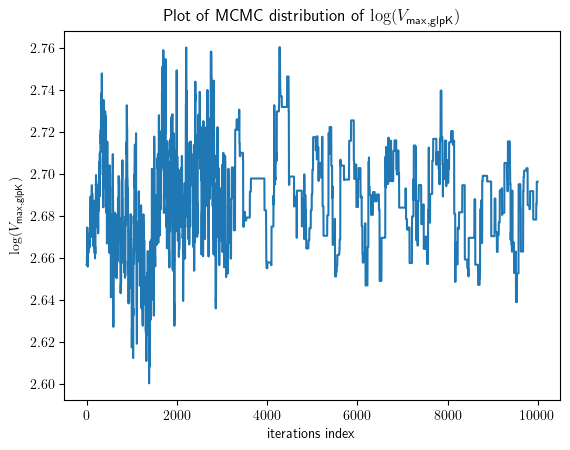 Plot of MCMC distribution of log(V_max,glpK)
2.76
2.74
2.72
2.70
2.68
2.66
2.64
2.62
2.60
log(V_max,glpK)
0 2000 4000 6000 8000 10000
iterations index